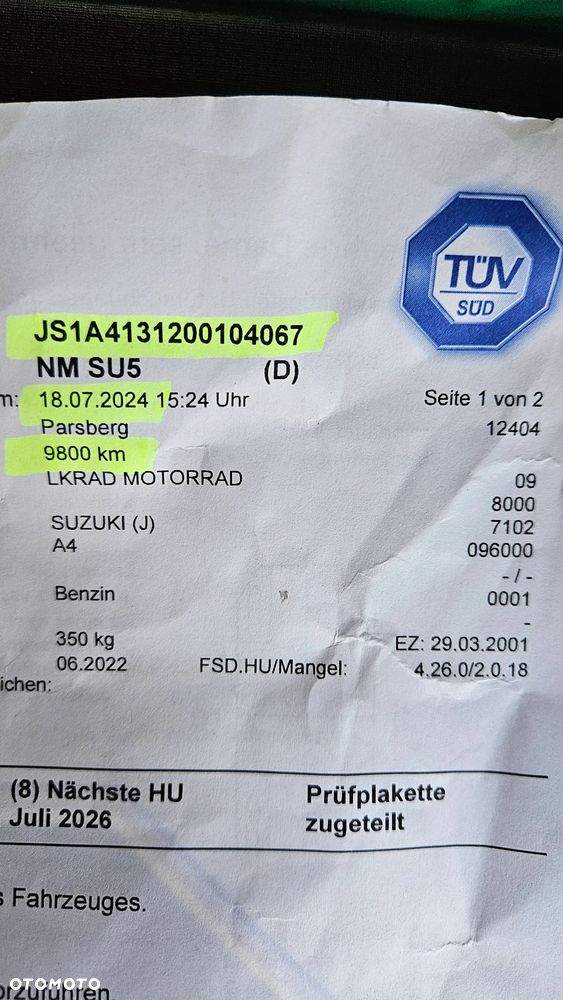 TÜV
SÜD
JS1A4131200104067
NM SU5 (D)
m: 18.07.2024 15:24 Uhr Seite 1 von 2
Parsberg 12404
9800 km
LKRAD MOTORRAD 09
8000
SUZUKI (J) 7102
A4 096000
- / -
Benzin 0001
-
350 kg EZ: 29.03.2001
06.2022 FSD.HU/Mangel: 4.26.0/2.0.18
ichen:
(8) Nächste HU Prüfplakette
Juli 2026 zugeteilt
s Fahrzeuges.
OTOMOTO
orzuführen